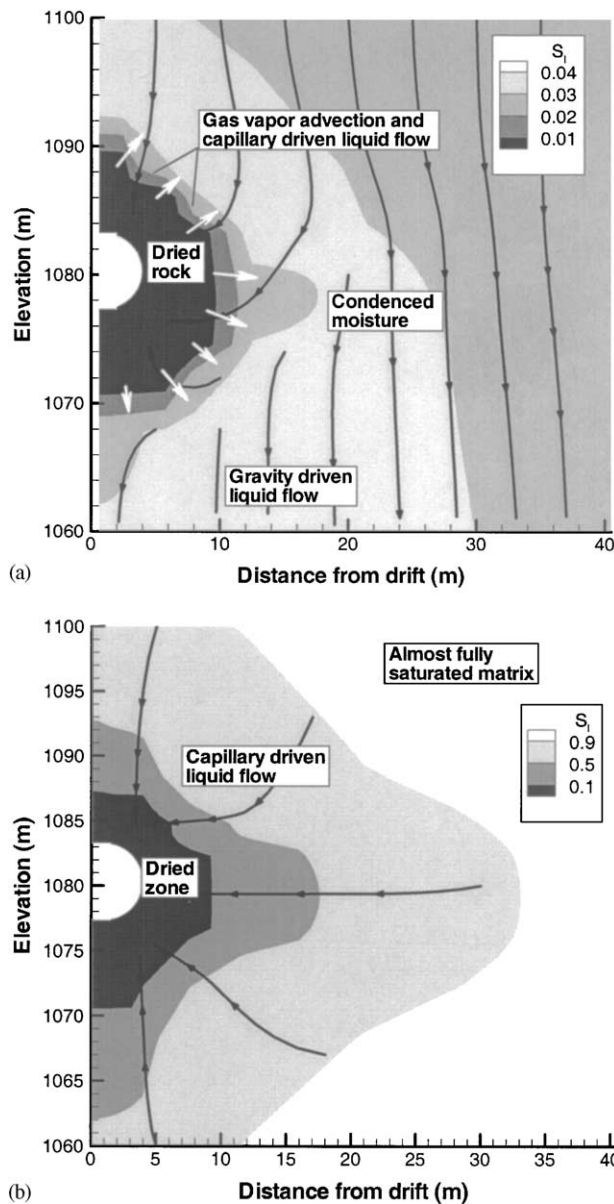 1100
S_l
0.04
0.03
0.02
0.01
Gas vapor advection and
capillary driven liquid flow
1090
Dried
rock
Elevation (m)
1080
Condenced
moisture
1070
Gravity driven
liquid flow
1060
0 10 20 30 40
(a)
Distance from drift (m)
1100
Almost fully
saturated matrix
1095
S_l
0.9
0.5
0.1
1090
Capillary driven
liquid flow
1085
Elevation (m)
1080
Dried
zone
1075
1070
1065
1060
0 5 10 15 20 25 30 35 40
(b)
Distance from drift (m)